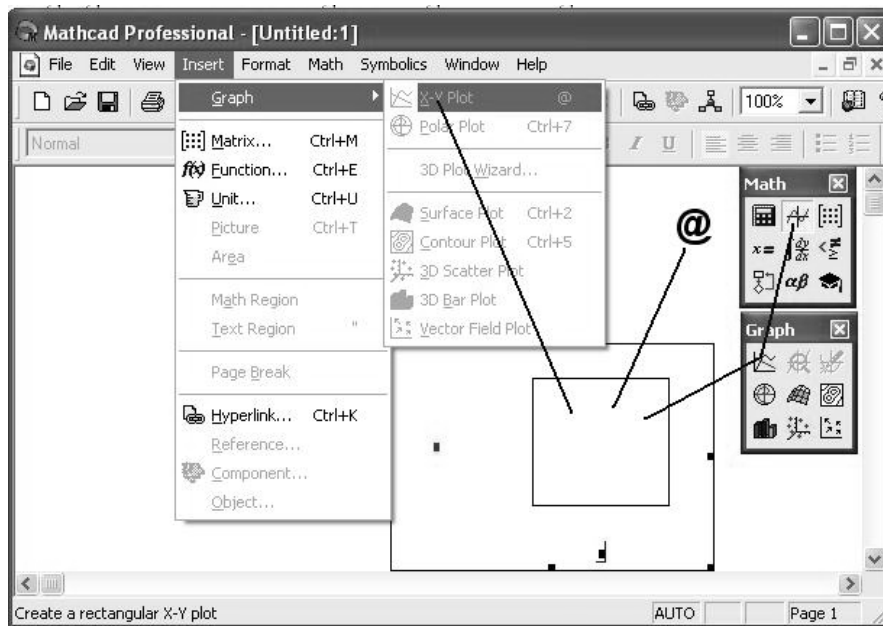 Mathcad Professional - [Untitled:1]
File Edit View Insert Format Math Symbolics Window Help
100%
Normal
I U
Graph
Matrix... Ctrl+M
f(x) Function... Ctrl+E
Unit... Ctrl+U
Picture Ctrl+T
Area
Math Region
Text Region "
Page Break
Hyperlink... Ctrl+K
Reference...
Component...
Object...
X-Y Plot @
Polar Plot Ctrl+7
3D Plot Wizard...
Surface Plot Ctrl+2
Contour Plot Ctrl+5
3D Scatter Plot
3D Bar Plot
Vector Field Plot
@
Math
x= ∫ dy/dx < ≠ ≥
αβ
Graph
Create a rectangular X-Y plot
AUTO
Page 1